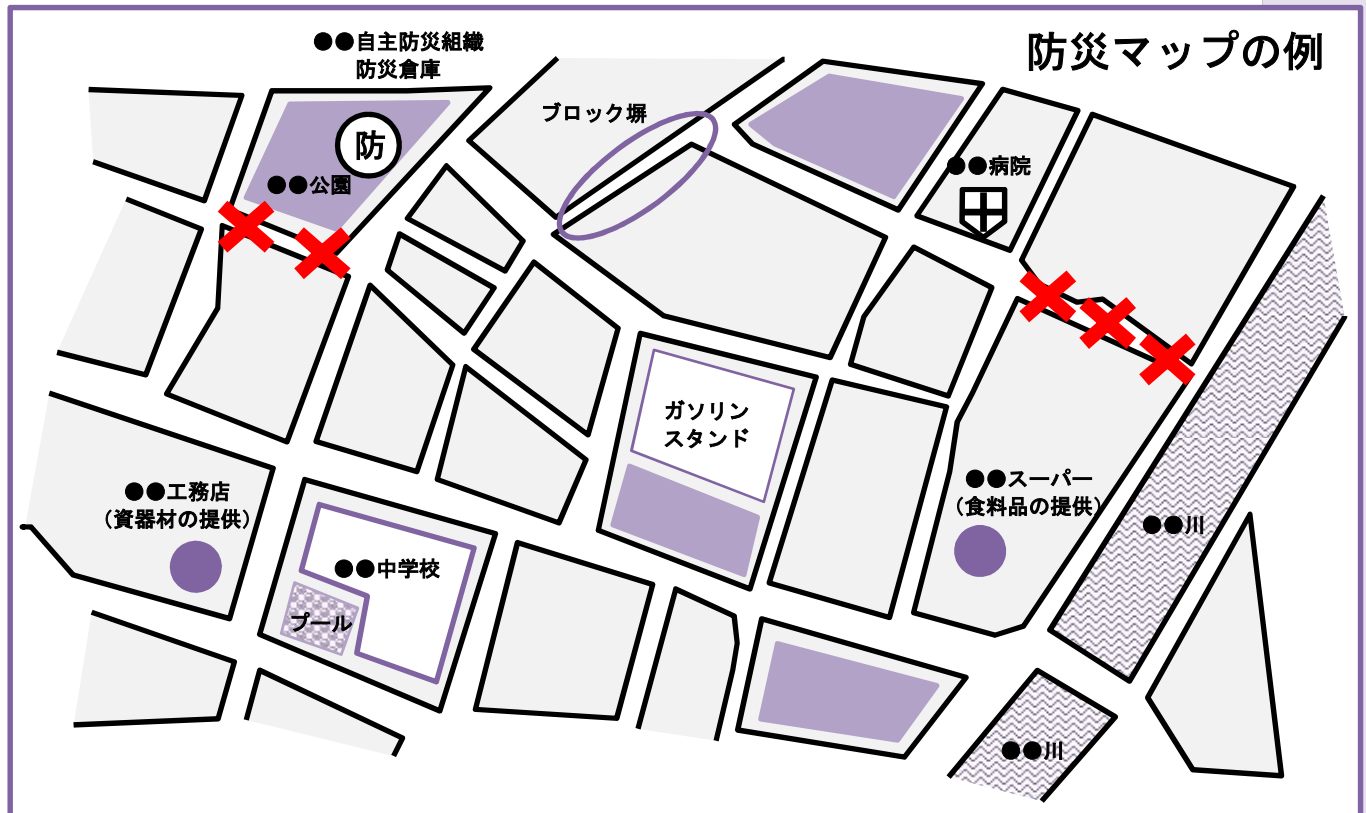 防災マップの例
●●自主防災組織
防災倉庫
ブロック塀
防
●●公園
●●病院
ガソリン
スタンド
●●工務店
（資器材の提供）
●●スーパー
（食料品の提供）
●●川
●●中学校
プール
●●川